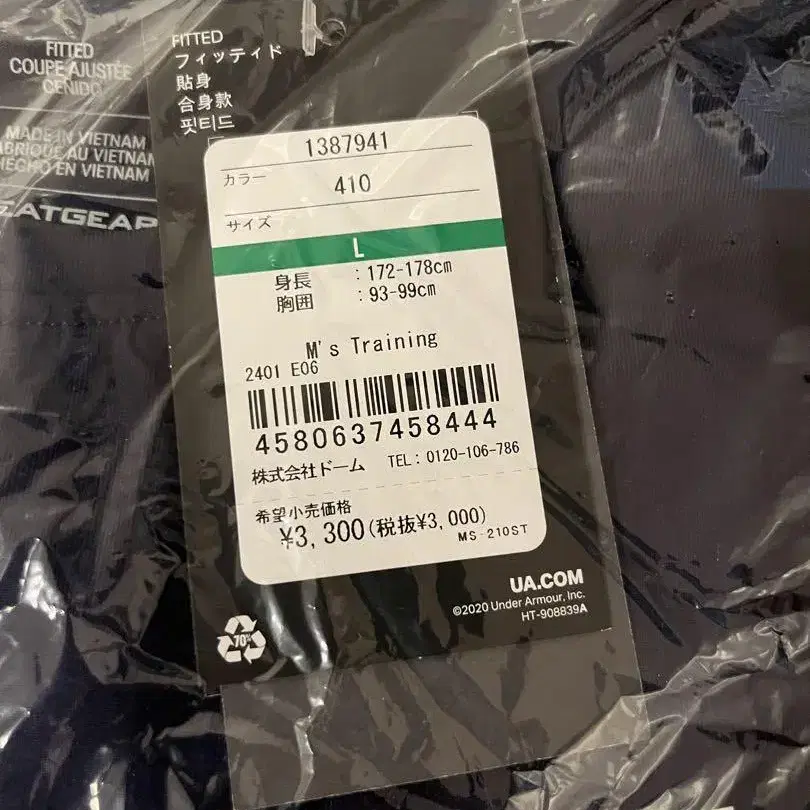 FITTED
COUPE AJUSTÉE
CEÑIDO
MADE IN VIETNAM
FABRIQUÉ AU VIETNAM
HECHO EN VIETNAM
EATGEAR
FITTED
フィッティド
貼身
合身款
핏티드
1387941
カラー
410
サイズ
L
身長 :172-178cm
胸囲 :93-99cm
M's Training
2401 E06
4580637458444
株式会社ドーム TEL: 0120-106-786
希望小売価格
¥3,300(税抜¥3,000)
MS-210ST
UA.COM
©2020 Under Armour, Inc.
HT-908839A
70%